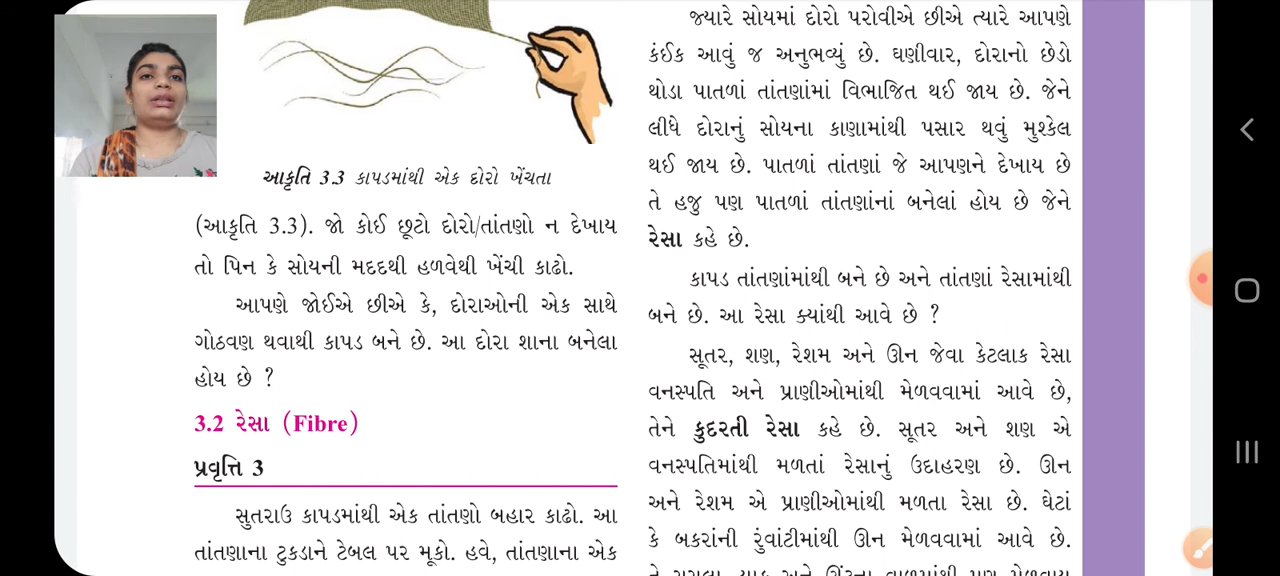 આકૃતિ 3.3 કાપડમાંથી એક દોરો ખેંચતા
(આકૃતિ 3.3). જો કોઈ છૂટો દોરો/તાંતણો ન દેખાય
તો પિન કે સોયની મદદથી હળવેથી ખેંચી કાઢો.
આપણે જોઈએ છીએ કે, દોરાઓની એક સાથે
ગોઠવણ થવાથી કાપડ બને છે. આ દોરા શાના બનેલા
હોય છે ?
3.2 રેસા (Fibre)
પ્રવૃત્તિ 3
સુતરાઉ કાપડમાંથી એક તાંતણો બહાર કાઢો. આ
તાંતણાના ટુકડાને ટેબલ પર મૂકો. હવે, તાંતણાના એક
જ્યારે સોયમાં દોરો પરોવીએ છીએ ત્યારે આપણે
કંઈક આવું જ અનુભવ્યું છે. ઘણીવાર, દોરાનો છેડો
થોડા પાતળાં તાંતણાંમાં વિભાજિત થઈ જાય છે. જેને
લીધે દોરાનું સોયના કાણામાંથી પસાર થવું મુશ્કેલ
થઈ જાય છે. પાતળાં તાંતણાં જે આપણને દેખાય છે
તે હજુ પણ પાતળાં તાંતણાંનાં બનેલાં હોય છે જેને
રેસા કહે છે.
કાપડ તાંતણાંમાંથી બને છે અને તાંતણાં રેસામાંથી
બને છે. આ રેસા ક્યાંથી આવે છે ?
સૂતર, શણ, રેશમ અને ઊન જેવા કેટલાક રેસા
વનસ્પતિ અને પ્રાણીઓમાંથી મેળવવામાં આવે છે,
તેને કુદરતી રેસા કહે છે. સૂતર અને શણ એ
વનસ્પતિમાંથી મળતાં રેસાનું ઉદાહરણ છે. ઊન
અને રેશમ એ પ્રાણીઓમાંથી મળતા રેસા છે. ઘેટાં
કે બકરાંની રુંવાંટીમાંથી ઊન મેળવવામાં આવે છે.